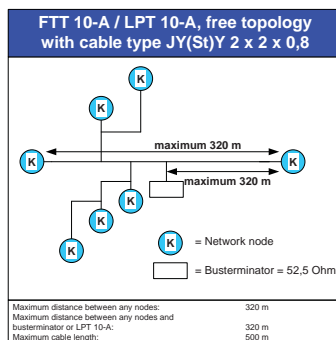 FTT 10-A / LPT 10-A, free topology
with cable type JY(St)Y 2 x 2 x 0,8
K
K
maximum 320 m
K
K
maximum 320 m
K
K
K
K = Network node
= Busterminator = 52,5 Ohm
Maximum distance between any nodes: 320 m
Maximum distance between any nodes and
busterminator or LPT 10-A: 320 m
Maximum cable length: 500 m